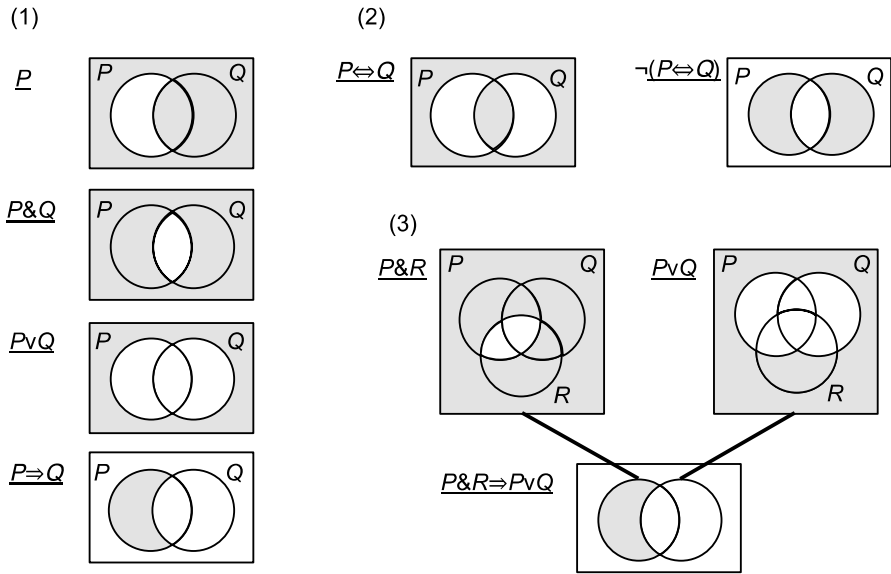 (1)
P
P Q
P&Q
P Q
PvQ
P Q
P⇒Q
P Q
(2)
P⇔Q
P Q
¬(P⇔Q)
P Q
(3)
P&R
P Q
R
PvQ
P Q
R
P&R⇒PvQ